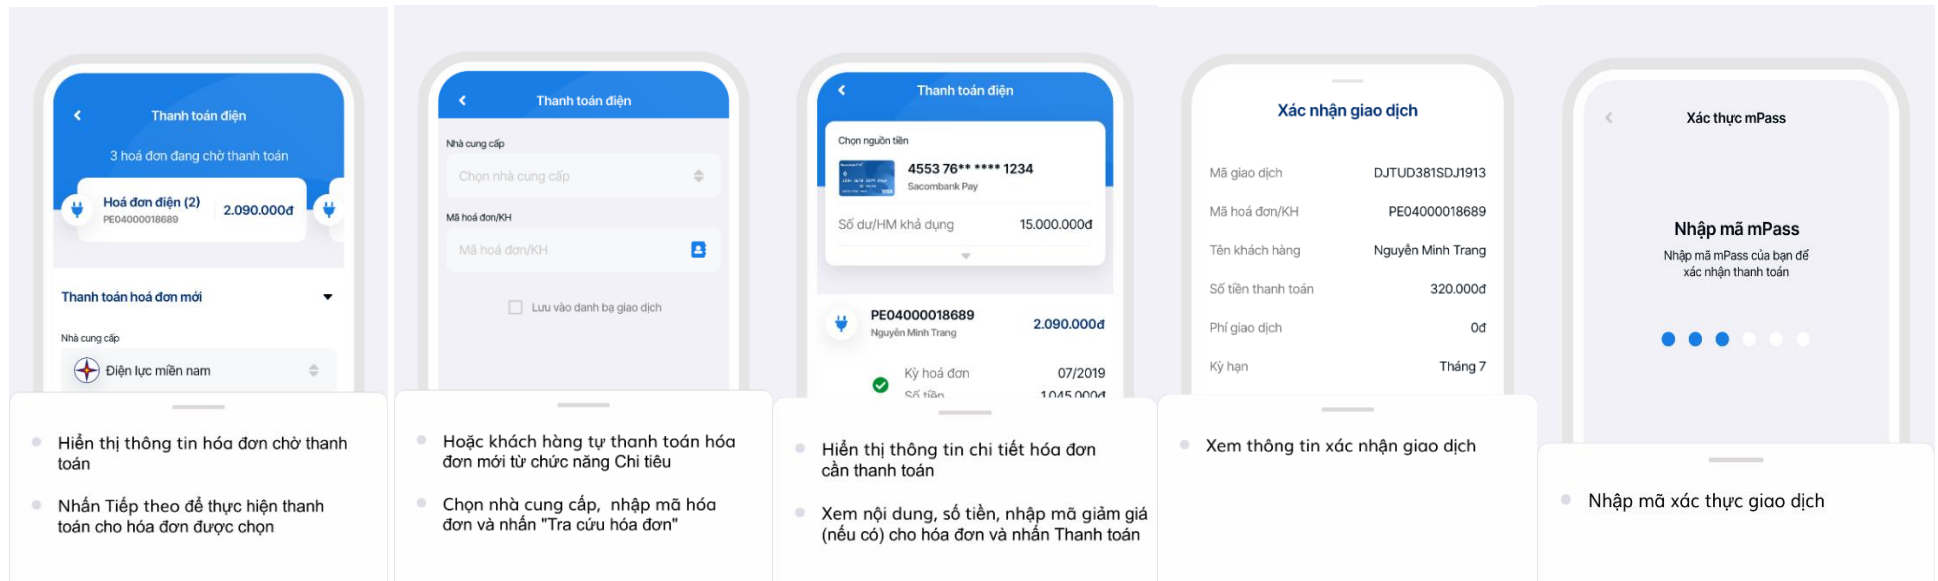 Thanh toán điện
3 hoá đơn đang chờ thanh toán
Hoá đơn điện (2)
PE04000018689
2.090.000đ
Thanh toán hoá đơn mới
Nhà cung cấp
Điện lực miền nam
Hiển thị thông tin hóa đơn chờ thanh
toán
Nhấn Tiếp theo để thực hiện thanh
toán cho hóa đơn được chọn
Thanh toán điện
Nhà cung cấp
Chọn nhà cung cấp
Mã hoá đơn/KH
Mã hoá đơn/KH
Lưu vào danh bạ giao dịch
Hoặc khách hàng tự thanh toán hóa
đơn mới từ chức năng Chi tiêu
Chọn nhà cung cấp, nhập mã hóa
đơn và nhấn "Tra cứu hóa đơn"
Thanh toán điện
Chọn nguồn tiền
4553 76** **** 1234
Sacombank Pay
Số dư/HM khả dụng 15.000.000đ
PE04000018689
Nguyễn Minh Trang
2.090.000đ
Kỳ hoá đơn 07/2019
Số tiền 1.045.000đ
Hiển thị thông tin chi tiết hóa đơn
cần thanh toán
Xem nội dung, số tiền, nhập mã giảm giá
(nếu có) cho hóa đơn và nhấn Thanh toán
Xác nhận giao dịch
Mã giao dịch DJTUD381SDJ1913
Mã hoá đơn/KH PE04000018689
Tên khách hàng Nguyễn Minh Trang
Số tiền thanh toán 320.000đ
Phí giao dịch 0đ
Kỳ hạn Tháng 7
Xem thông tin xác nhận giao dịch
Xác thực mPass
Nhập mã mPass
Nhập mã mPass của bạn để
xác nhận thanh toán
Nhập mã xác thực giao dịch